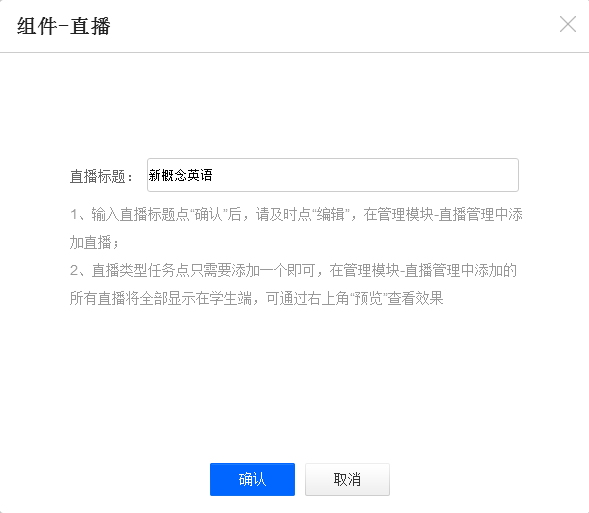 组件-直播
直播标题： 新概念英语
1、输入直播标题点“确认”后，请及时点“编辑”，在管理模块-直播管理中添
加直播；
2、直播类型任务点只需要添加一个即可，在管理模块-直播管理中添加的
所有直播将全部显示在学生端，可通过右上角“预览”查看效果
确认 取消